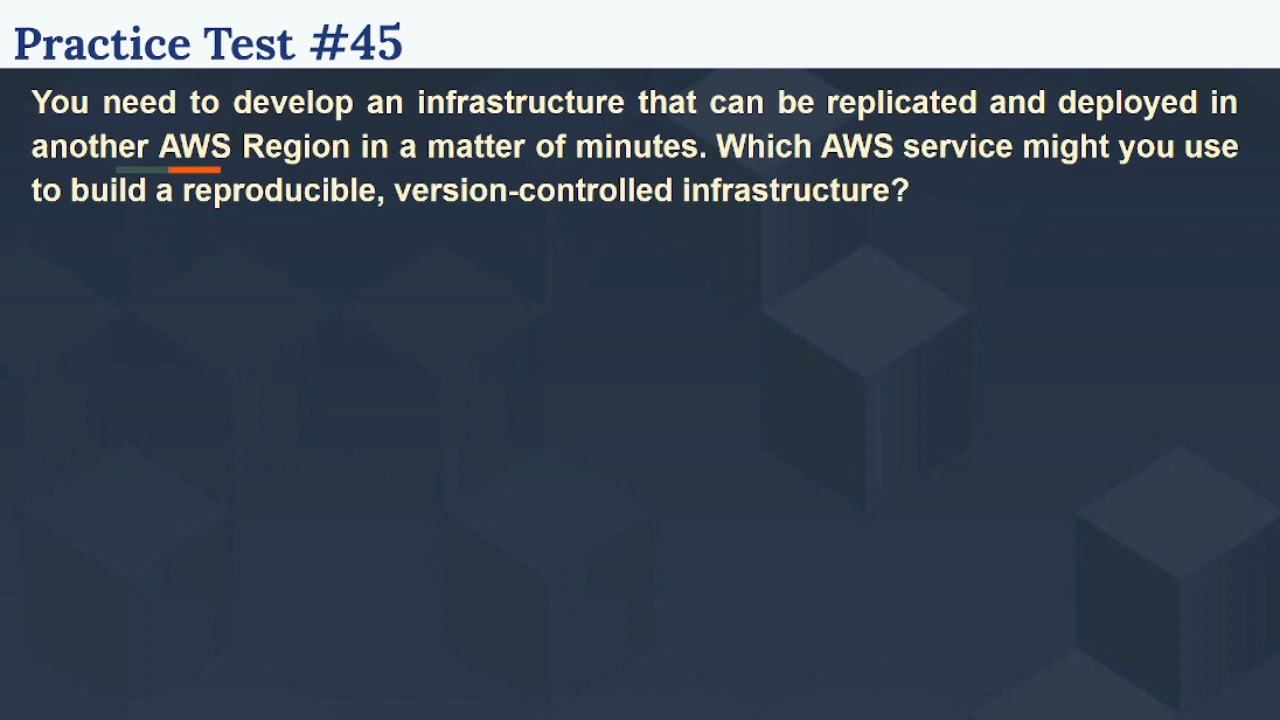 Practice Test #45
You need to develop an infrastructure that can be replicated and deployed in
another AWS Region in a matter of minutes. Which AWS service might you use
to build a reproducible, version-controlled infrastructure?